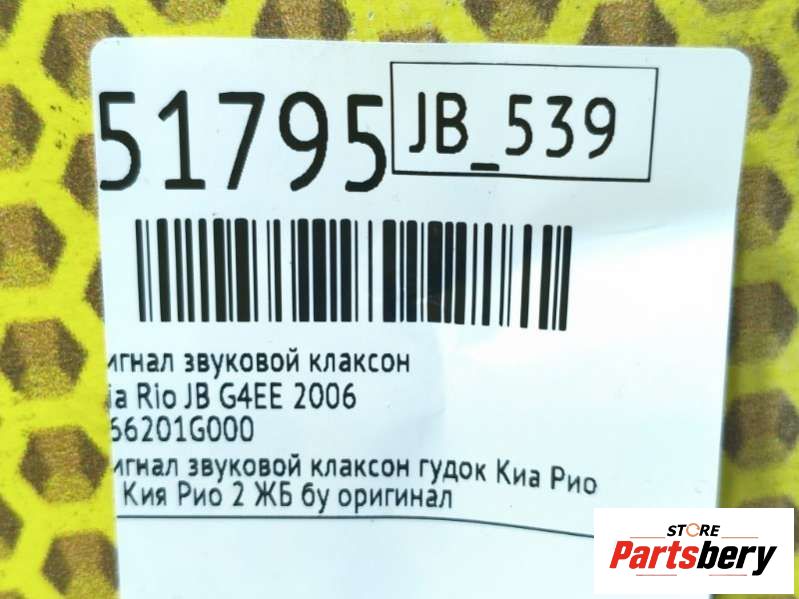 51795 JB_539
игнал звуковой клаксон
ia Rio JB G4EE 2006
66201G000
игнал звуковой клаксон гудок Киа Рио
Кия Рио 2 ЖБ бу оригинал
STORE
Partsbery